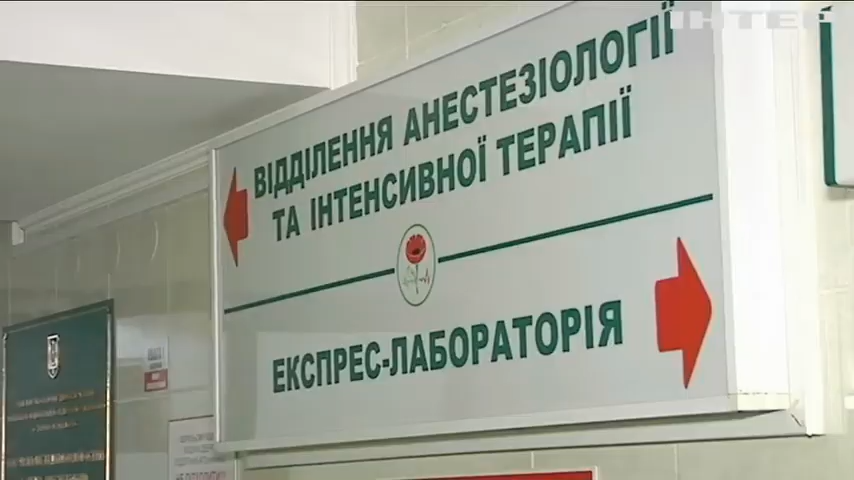 ІНТЕР
ВІДДІЛЕННЯ АНЕСТЕЗІОЛОГІЇ
ТА ІНТЕНСИВНОЇ ТЕРАПІЇ
ЕКСПРЕС-ЛАБОРАТОРІЯ